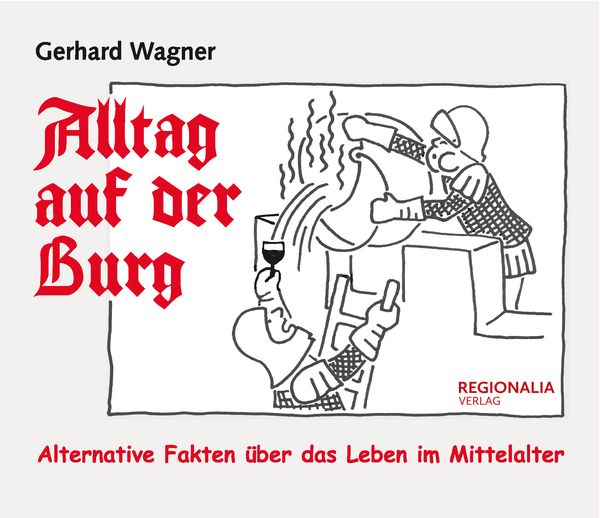 Gerhard Wagner
Alltag
auf der
Burg
REGIONALIA
VERLAG
Alternative Fakten über das Leben im Mittelalter